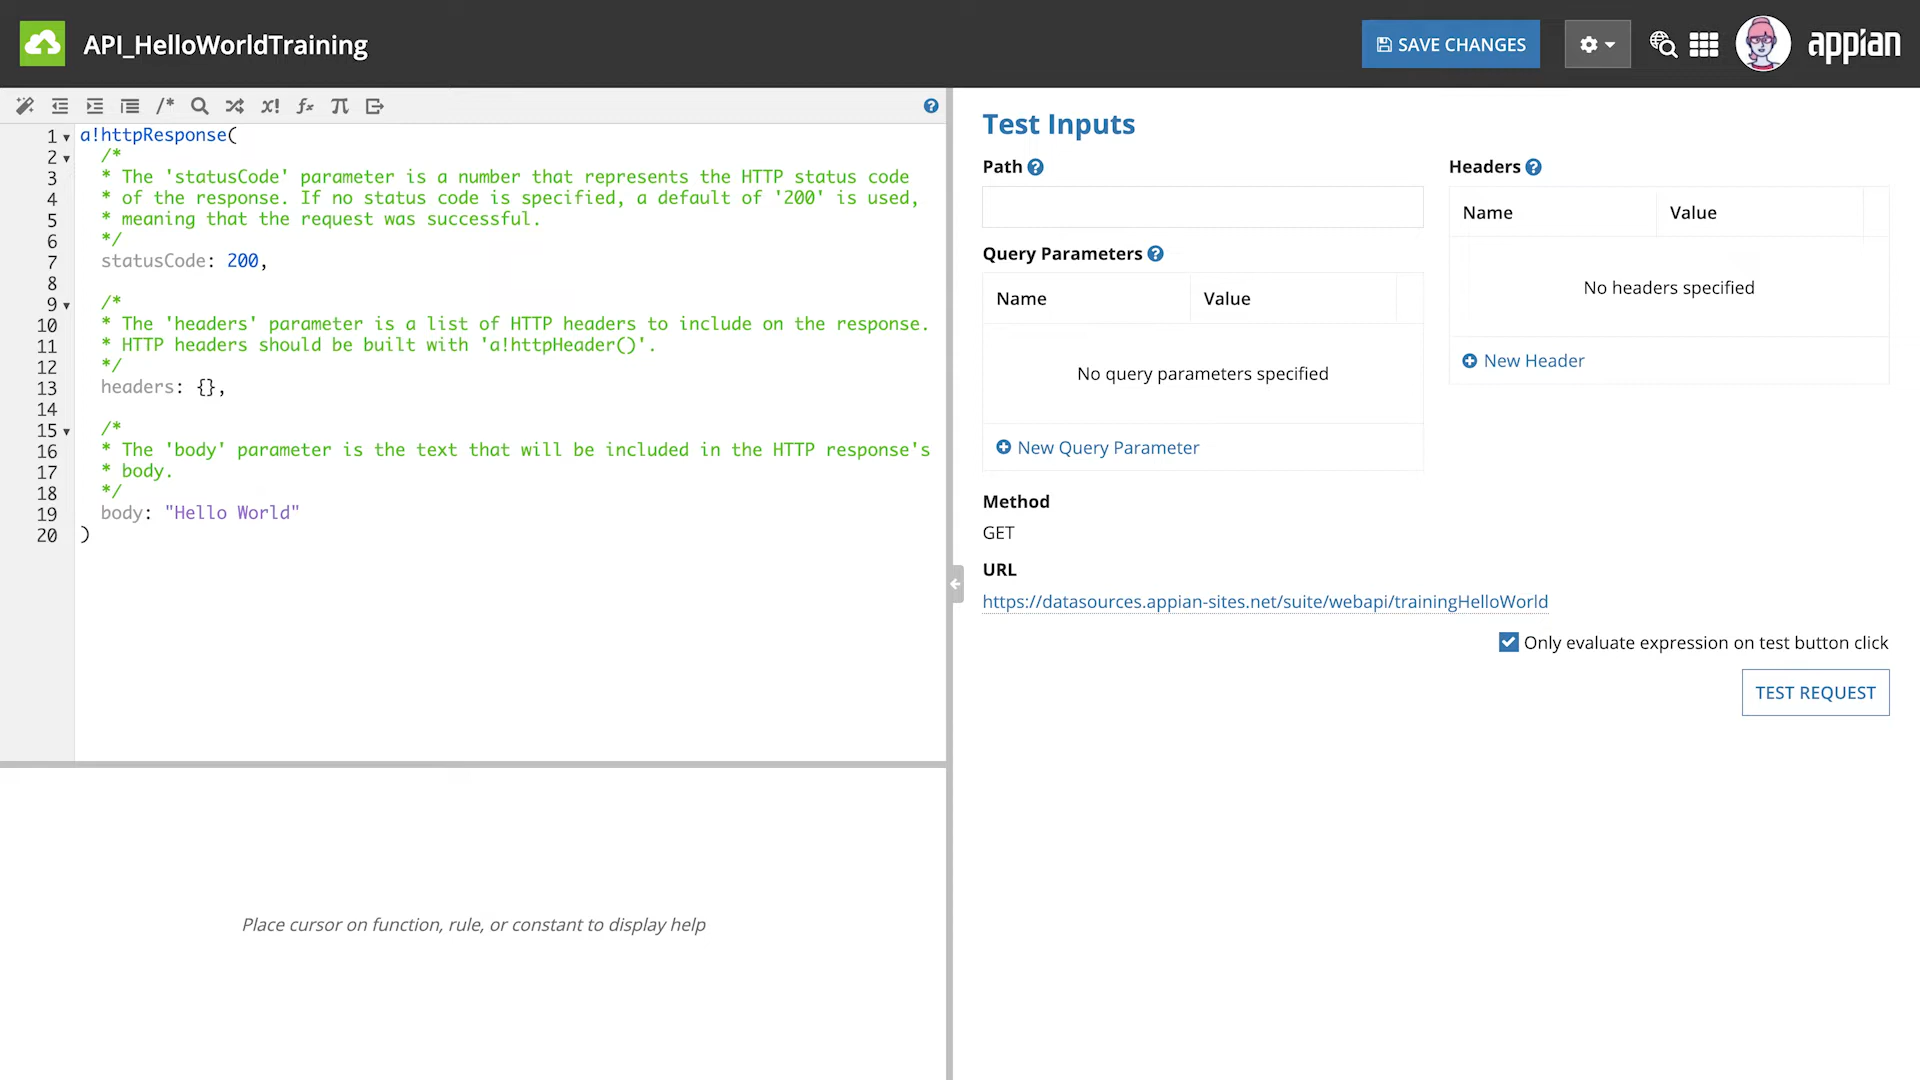 API_HelloWorldTraining
SAVE CHANGES
appian
/*
x!
1 a!httpResponse(
2 /*
3 * The 'statusCode' parameter is a number that represents the HTTP status code
4 * of the response. If no status code is specified, a default of '200' is used,
5 * meaning that the request was successful.
6 */
7 statusCode: 200,
8
9 /*
10 * The 'headers' parameter is a list of HTTP headers to include on the response.
11 * HTTP headers should be built with 'a!httpHeader()'.
12 */
13 headers: {},
14
15 /*
16 * The 'body' parameter is the text that will be included in the HTTP response's
17 * body.
18 */
19 body: "Hello World"
20 )
Place cursor on function, rule, or constant to display help
Test Inputs
Path
Query Parameters
Name Value
No query parameters specified
New Query Parameter
Headers
Name Value
No headers specified
New Header
Method
GET
URL
https://datasources.appian-sites.net/suite/webapi/trainingHelloWorld
Only evaluate expression on test button click
TEST REQUEST